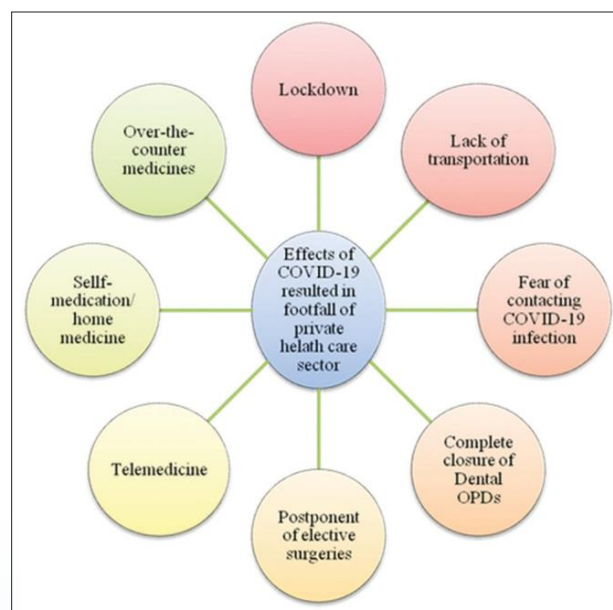 Lockdown
Over-the-
counter
medicines
Lack of
transportation
Effects of
COVID-19
resulted in
footfall of
private
helath care
sector
Sellf-
medication/
home
medicine
Fear of
contacting
COVID-19
infection
Telemedicine
Complete
closure of
Dental
OPDs
Postponent
of elective
surgeries